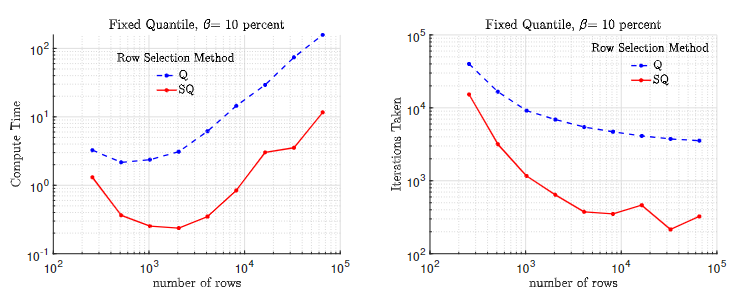 Fixed Quantile, β= 10 percent
Row Selection Method
Q
SQ
Compute Time
10^2
10^1
10^0
10^-1
10^2
10^3
10^4
10^5
number of rows
Fixed Quantile, β= 10 percent
Row Selection Method
Q
SQ
Iterations Taken
10^5
10^4
10^3
10^2
10^2
10^3
10^4
10^5
number of rows